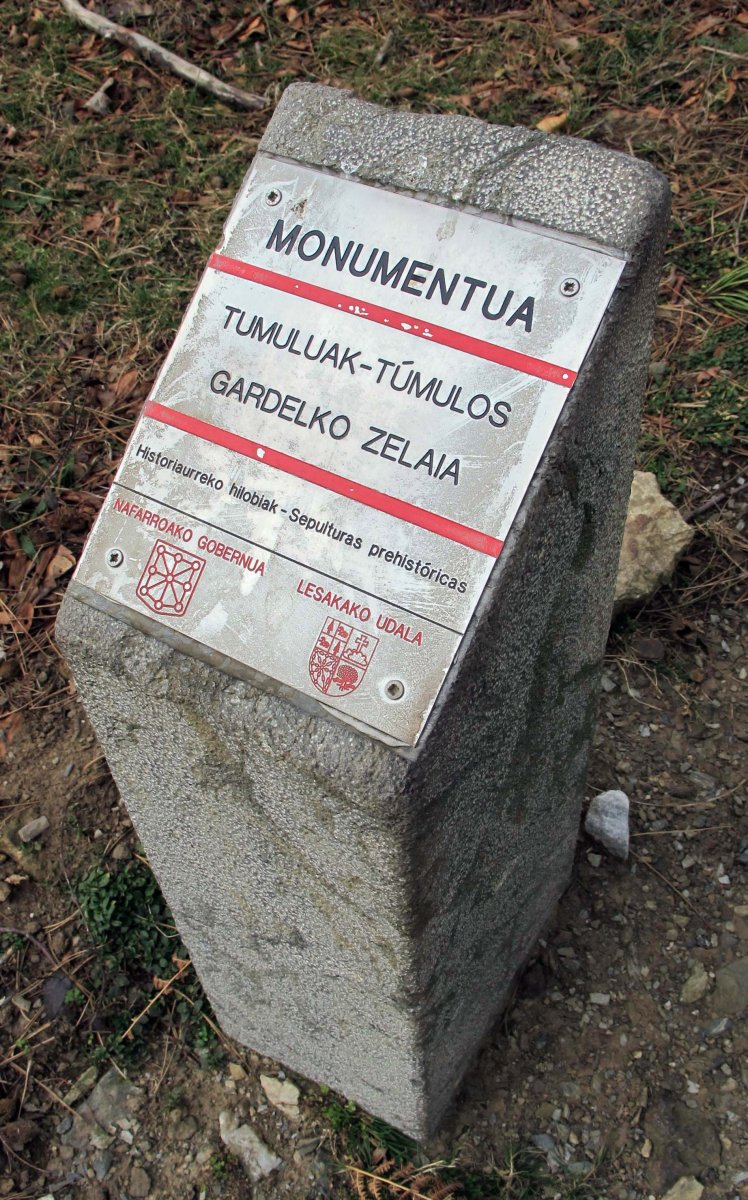 MONUMENTUA
TUMULUAK-TÚMULOS
GARDELKO ZELAIA
Historiaurreko hilobiak-Sepulturas prehistóricas
NAFARROAKO GOBERNUA
LESAKAKO UDALA